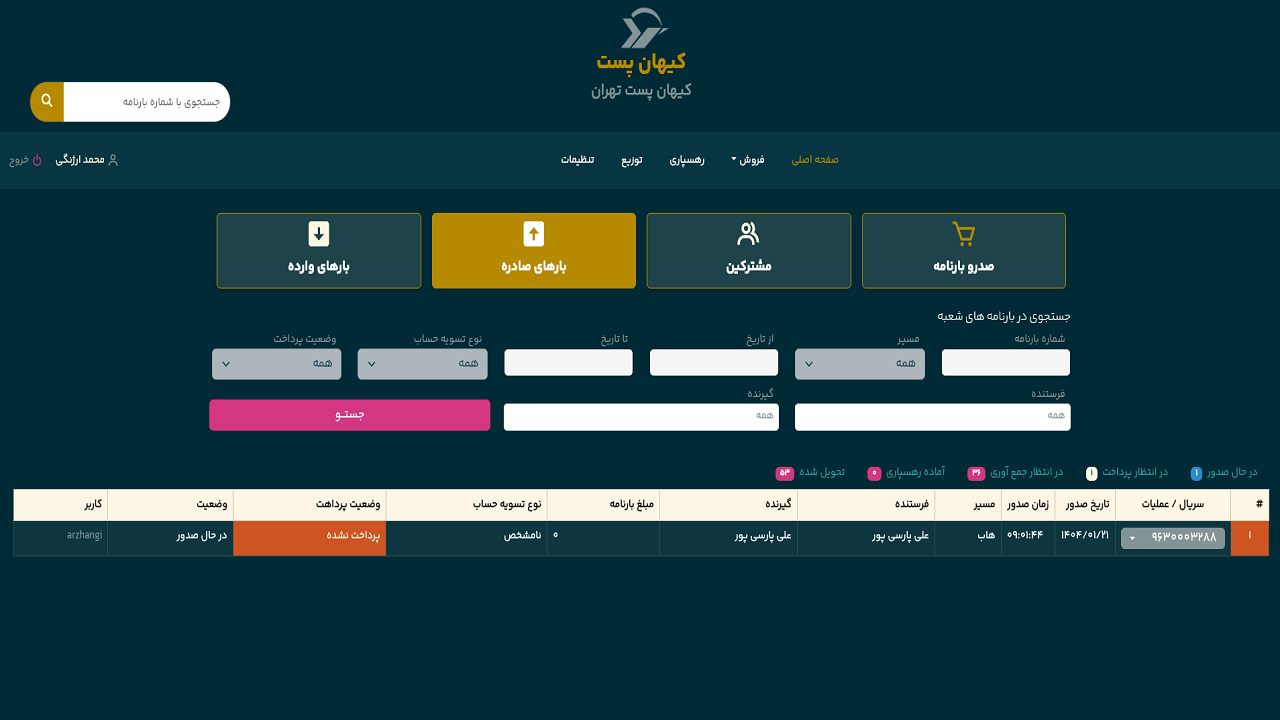 کیهان پست
کیهان پست تهران
جستجوی با شماره بارنامه
صفحه اصلی
فروش
رهسپاری
توزیع
تنظیمات
محمد ارژنگی
خروج
صدرو بارنامه
مشترکین
بارهای صادره
بارهای وارده
جستجوی در بارنامه های شعبه
شماره بارنامه
مسیر
از تاریخ
تا تاریخ
نوع تسویه حساب
وضعیت پرداخت
همه
همه
همه
فرستنده
گیرنده
همه
همه
جستـو
در حال صدور ۱
در انتظار پرداخت ۱
در انتظار جمع آوری ۳۶
آماده رهسپاری ۰
تحویل شده ۵۳
# سریال / عملیات تاریخ صدور زمان صدور مسیر فرستنده گیرنده مبلغ بارنامه نوع تسویه حساب وضعیت پرداهت وضعیت کاربر
۱ ۹۶۳۰۰۰۳۲۸۸ ۱۴۰۴/۰۱/۲۱ ۰۹:۰۱:۴۴ هاب علی پارسی پور علی پارسی پور ۰ نامشخص پرداخت نشده در حال صدور arzhangi